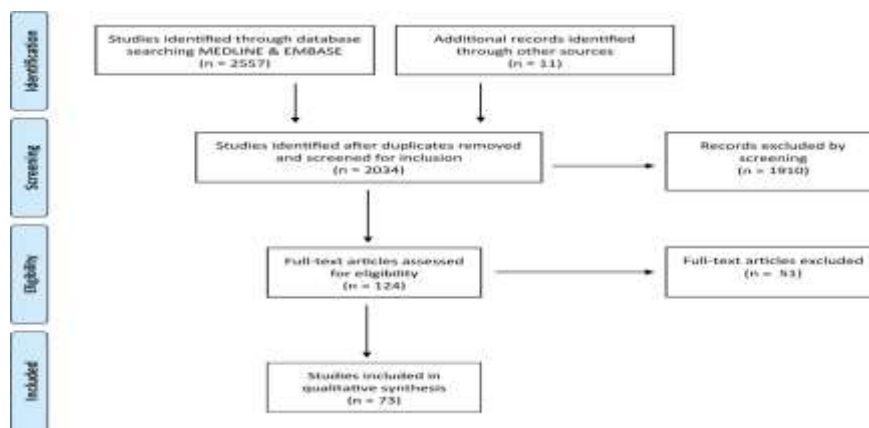 Identification
Studies identified through database
searching MEDLINE & EMBASE
(n = 2557)
Additional records identified
through other sources
(n = 11)
Screening
Studies identified after duplicates removed
and screened for inclusion
(n = 2034)
Records excluded by
screening
(n = 1910)
Eligibility
Full-text articles assessed
for eligibility
(n = 124)
Full-text articles excluded
(n = 51)
Included
Studies included in
qualitative synthesis
(n = 73)